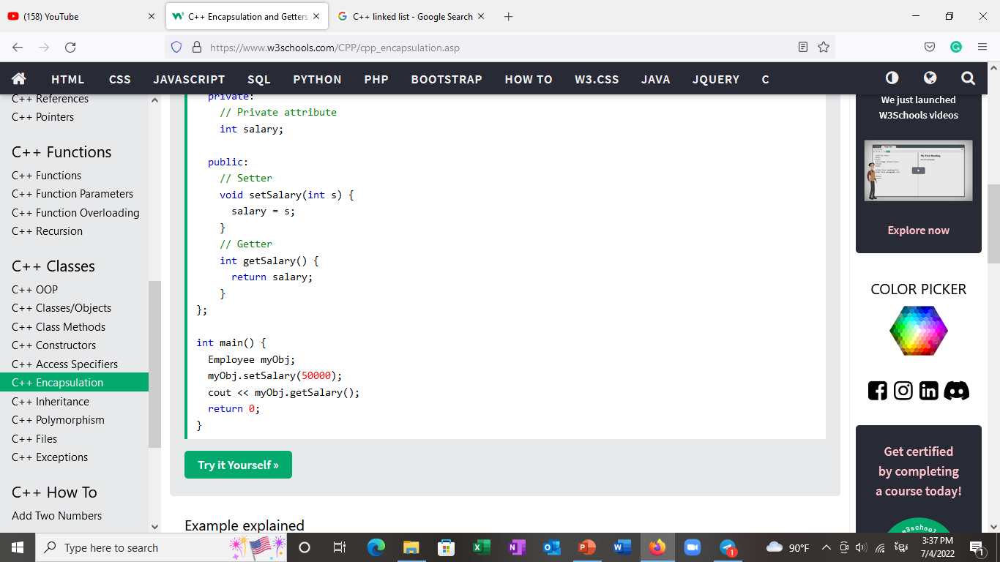 (158) YouTube
C++ Encapsulation and Getters
C++ linked list - Google Search
https://www.w3schools.com/CPP/cpp_encapsulation.asp
HTML CSS JAVASCRIPT SQL PYTHON PHP BOOTSTRAP HOW TO W3.CSS JAVA JQUERY C
C++ References
C++ Pointers
C++ Functions
C++ Functions
C++ Function Parameters
C++ Function Overloading
C++ Recursion
C++ Classes
C++ OOP
C++ Classes/Objects
C++ Class Methods
C++ Constructors
C++ Access Specifiers
C++ Encapsulation
C++ Inheritance
C++ Polymorphism
C++ Files
C++ Exceptions
C++ How To
Add Two Numbers
private:
// Private attribute
int salary;
public:
// Setter
void setSalary(int s) {
salary = s;
}
// Getter
int getSalary() {
return salary;
}
};
int main() {
Employee myObj;
myObj.setSalary(50000);
cout << myObj.getSalary();
return 0;
}
Try it Yourself »
Example explained
We just launched
W3Schools videos
Explore now
COLOR PICKER
Get certified
by completing
a course today!
w3school
Type here to search
1
90°F
3:37 PM
7/4/2022
1